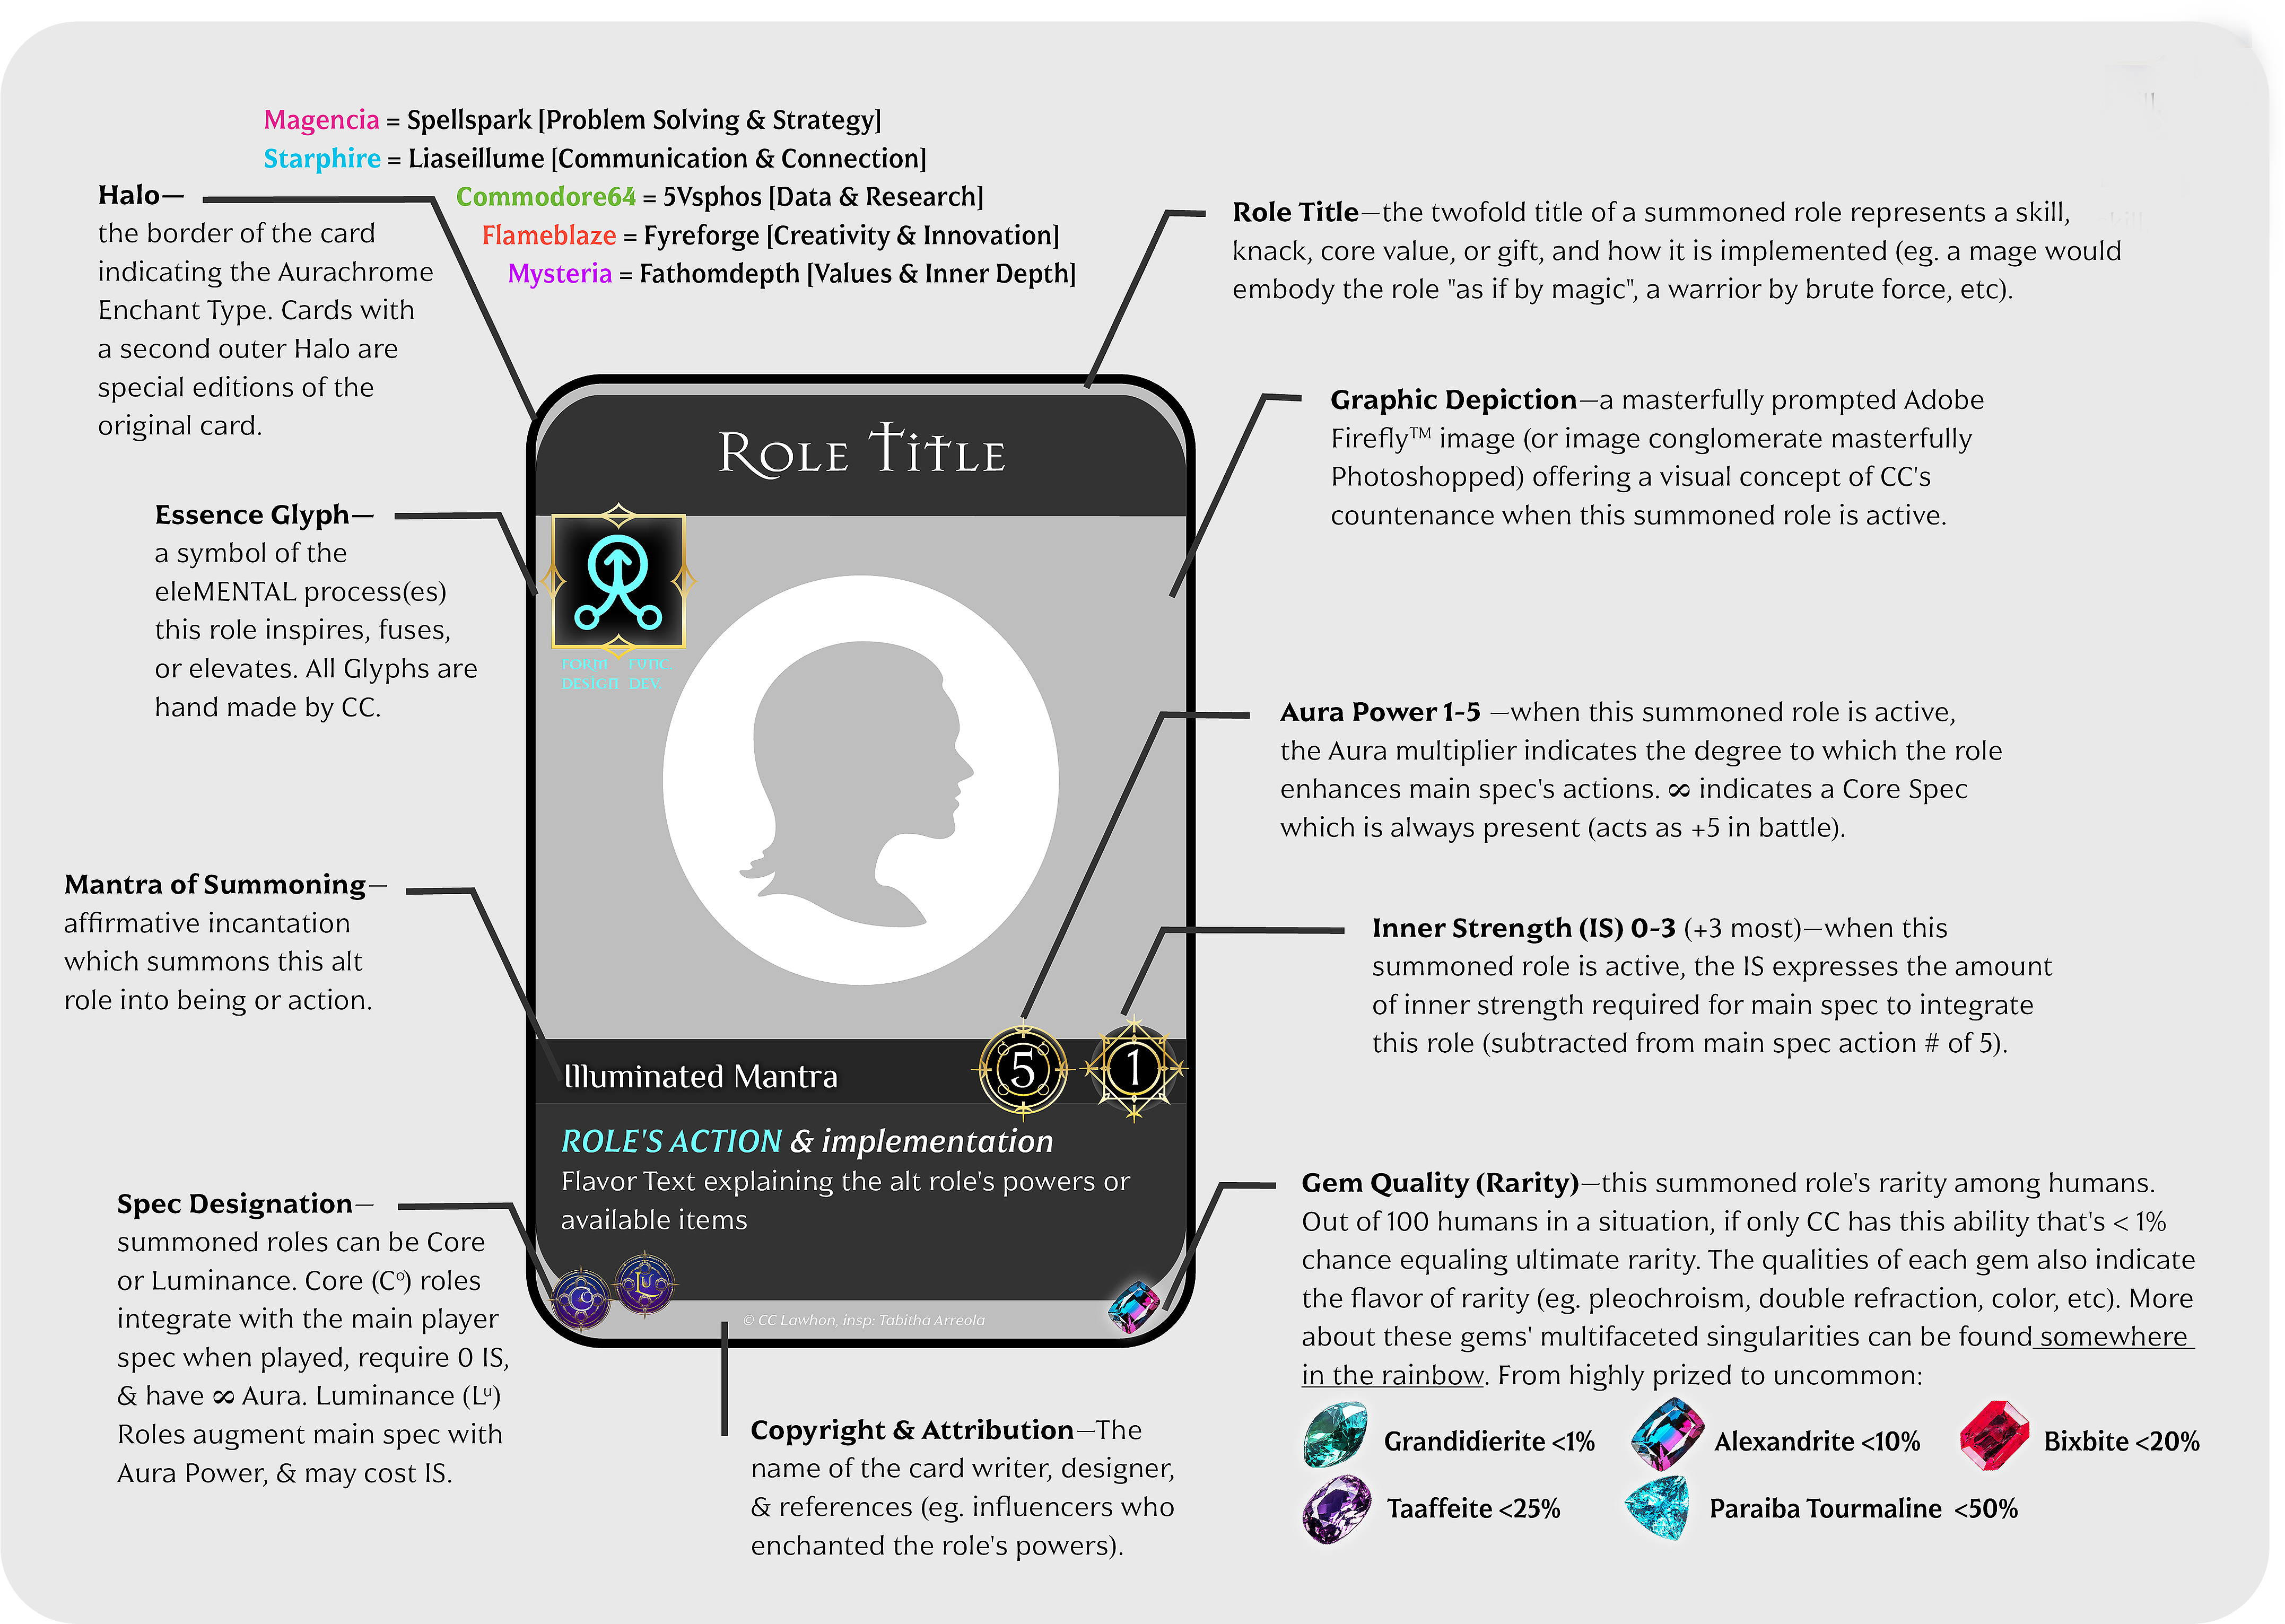 Magencia = Spellspark [Problem Solving & Strategy]
Starphire = Liaseillume [Communication & Connection]
Commodore64 = 5Vsphos [Data & Research]
Flameblaze = Fyreforge [Creativity & Innovation]
Mysteria = Fathomdepth [Values & Inner Depth]
Halo—
the border of the card
indicating the Aurachrome
Enchant Type. Cards with
a second outer Halo are
special editions of the
original card.
Role Title—the twofold title of a summoned role represents a skill,
knack, core value, or gift, and how it is implemented (eg. a mage would
embody the role "as if by magic", a warrior by brute force, etc).
Graphic Depiction—a masterfully prompted Adobe
Firefly™ image (or image conglomerate masterfully
Photoshopped) offering a visual concept of CC's
countenance when this summoned role is active.
Essence Glyph—
a symbol of the
eleMENTAL process(es)
this role inspires, fuses,
or elevates. All Glyphs are
hand made by CC.
Role Title
FORM FUNC.
DESIGN DEV.
Aura Power 1-5 —when this summoned role is active,
the Aura multiplier indicates the degree to which the role
enhances main spec's actions. ∞ indicates a Core Spec
which is always present (acts as +5 in battle).
Mantra of Summoning—
affirmative incantation
which summons this alt
role into being or action.
Inner Strength (IS) 0-3 (+3 most)—when this
summoned role is active, the IS expresses the amount
of inner strength required for main spec to integrate
this role (subtracted from main spec action # of 5).
Illuminated Mantra
5
1
ROLE'S ACTION & implementation
Flavor Text explaining the alt role's powers or
available items
Spec Designation—
summoned roles can be Core
or Luminance. Core (Cᵒ) roles
integrate with the main player
spec when played, require 0 IS,
& have ∞ Aura. Luminance (Lᵘ)
Roles augment main spec with
Aura Power, & may cost IS.
Co
Lu
© CC Lawhon, insp: Tabitha Arreola
Copyright & Attribution—The
name of the card writer, designer,
& references (eg. influencers who
enchanted the role's powers).
Gem Quality (Rarity)—this summoned role's rarity among humans.
Out of 100 humans in a situation, if only CC has this ability that's < 1%
chance equaling ultimate rarity. The qualities of each gem also indicate
the flavor of rarity (eg. pleochroism, double refraction, color, etc). More
about these gems' multifaceted singularities can be found somewhere
in the rainbow. From highly prized to uncommon:
Grandidierite <1%
Alexandrite <10%
Bixbite <20%
Taaffeite <25%
Paraiba Tourmaline <50%